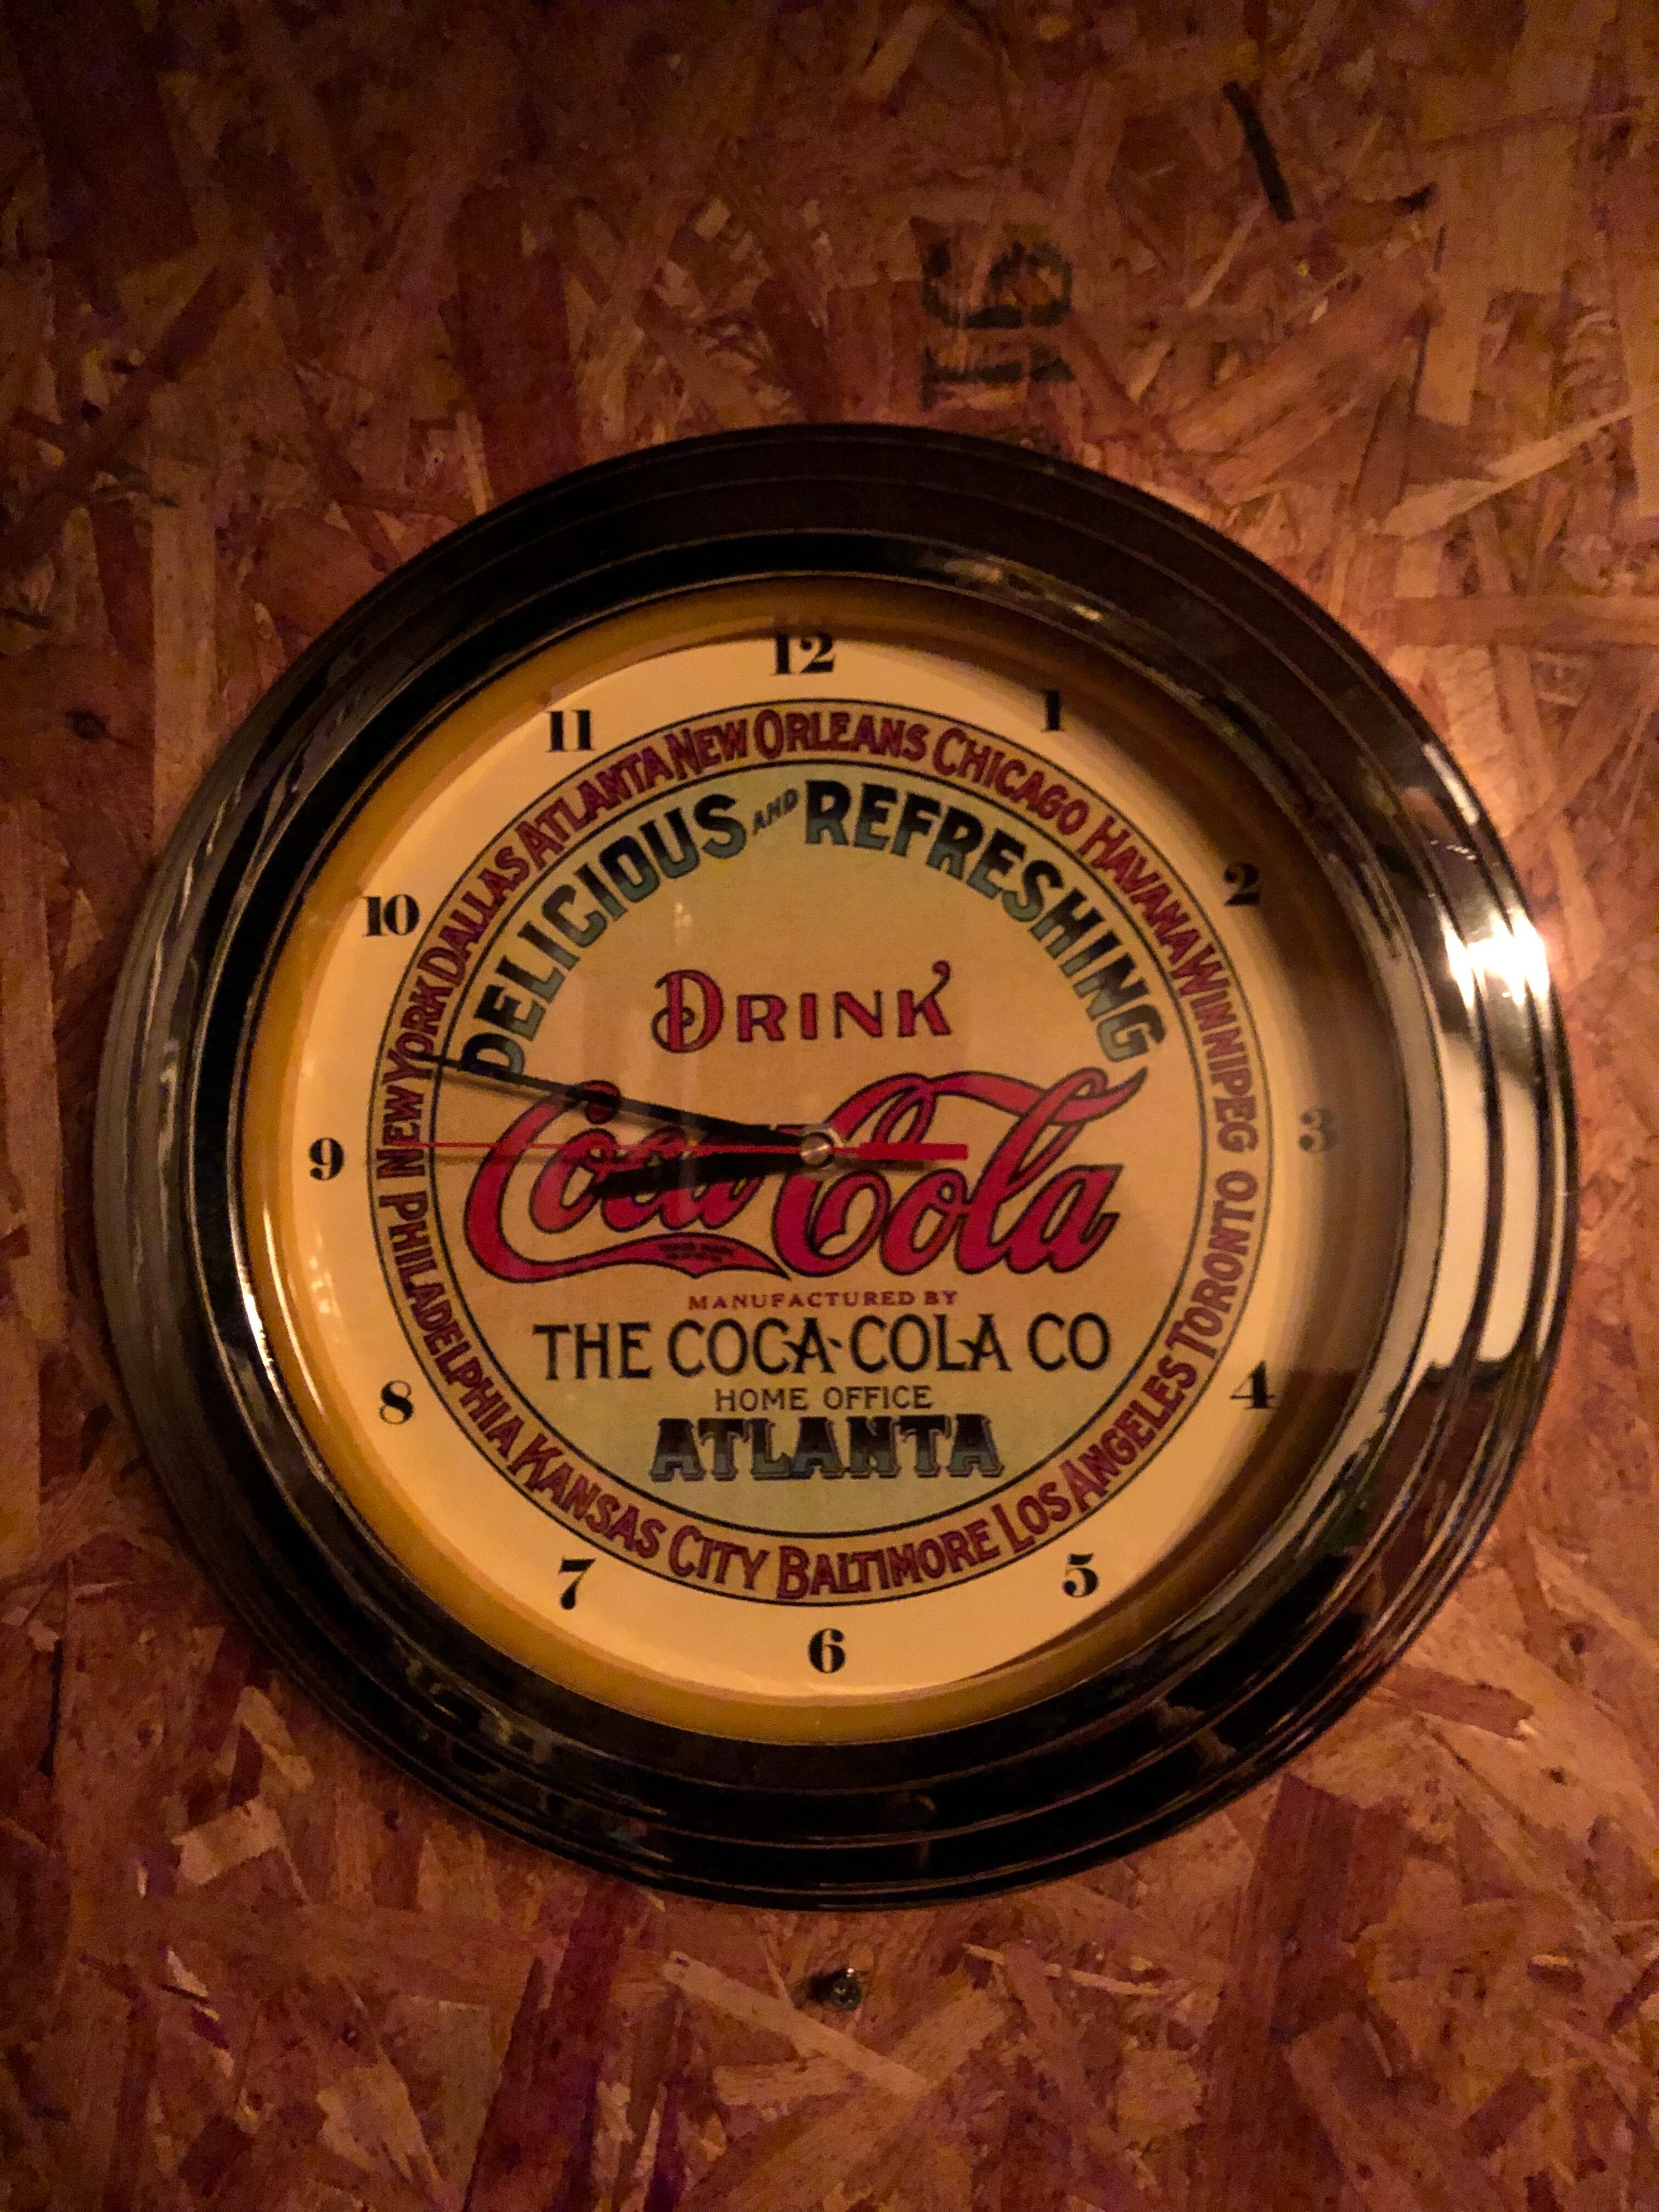 15
12
1
2
3
4
5
6
7
8
9
10
11
NEW ORLEANS CHICAGO HAVANA WINNIPEG TORONTO LOS ANGELES BALTIMORE KANSAS CITY PHILADELPHIA NEW YORK DALLAS ATLANTA
DELICIOUS AND REFRESHING
DRINK
Coca-Cola
MANUFACTURED BY
THE COCA-COLA CO
HOME OFFICE
ATLANTA